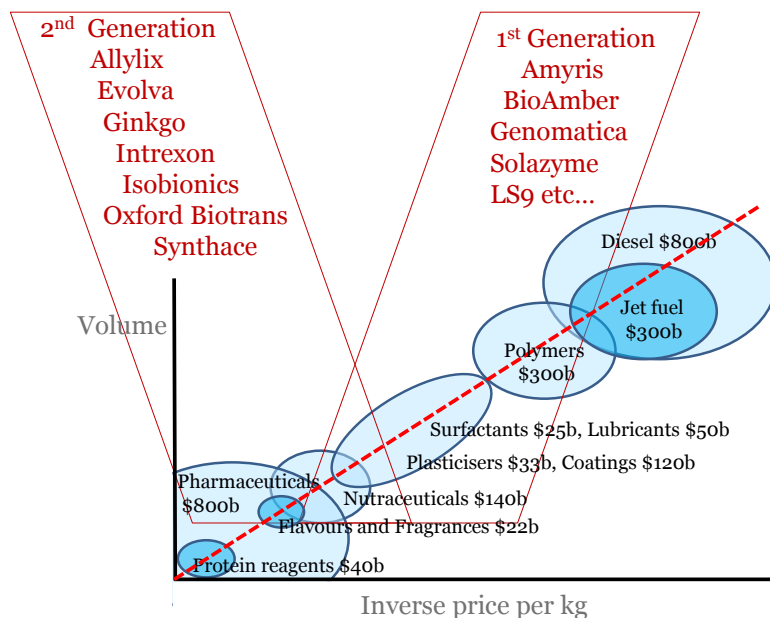 2nd Generation
Allylix
Evolva
Ginkgo
Intrexon
Isobionics
Oxford Biotrans
Synthace
1st Generation
Amyris
BioAmber
Genomatica
Solazyme
LS9 etc...
Volume
Diesel $800b
Jet fuel
$300b
Polymers
$300b
Surfactants $25b, Lubricants $50b
Plasticisers $33b, Coatings $120b
Pharmaceuticals
$800b
Nutraceuticals $140b
Flavours and Fragrances $22b
Protein reagents $40b
Inverse price per kg